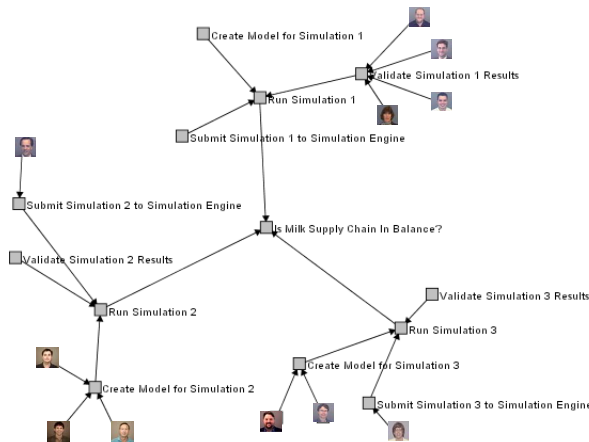 Create Model for Simulation 1
Validate Simulation 1 Results
Run Simulation 1
Submit Simulation 1 to Simulation Engine
Submit Simulation 2 to Simulation Engine
Is Milk Supply Chain In Balance?
Validate Simulation 2 Results
Validate Simulation 3 Results
Run Simulation 2
Run Simulation 3
Create Model for Simulation 3
Create Model for Simulation 2
Submit Simulation 3 to Simulation Engine